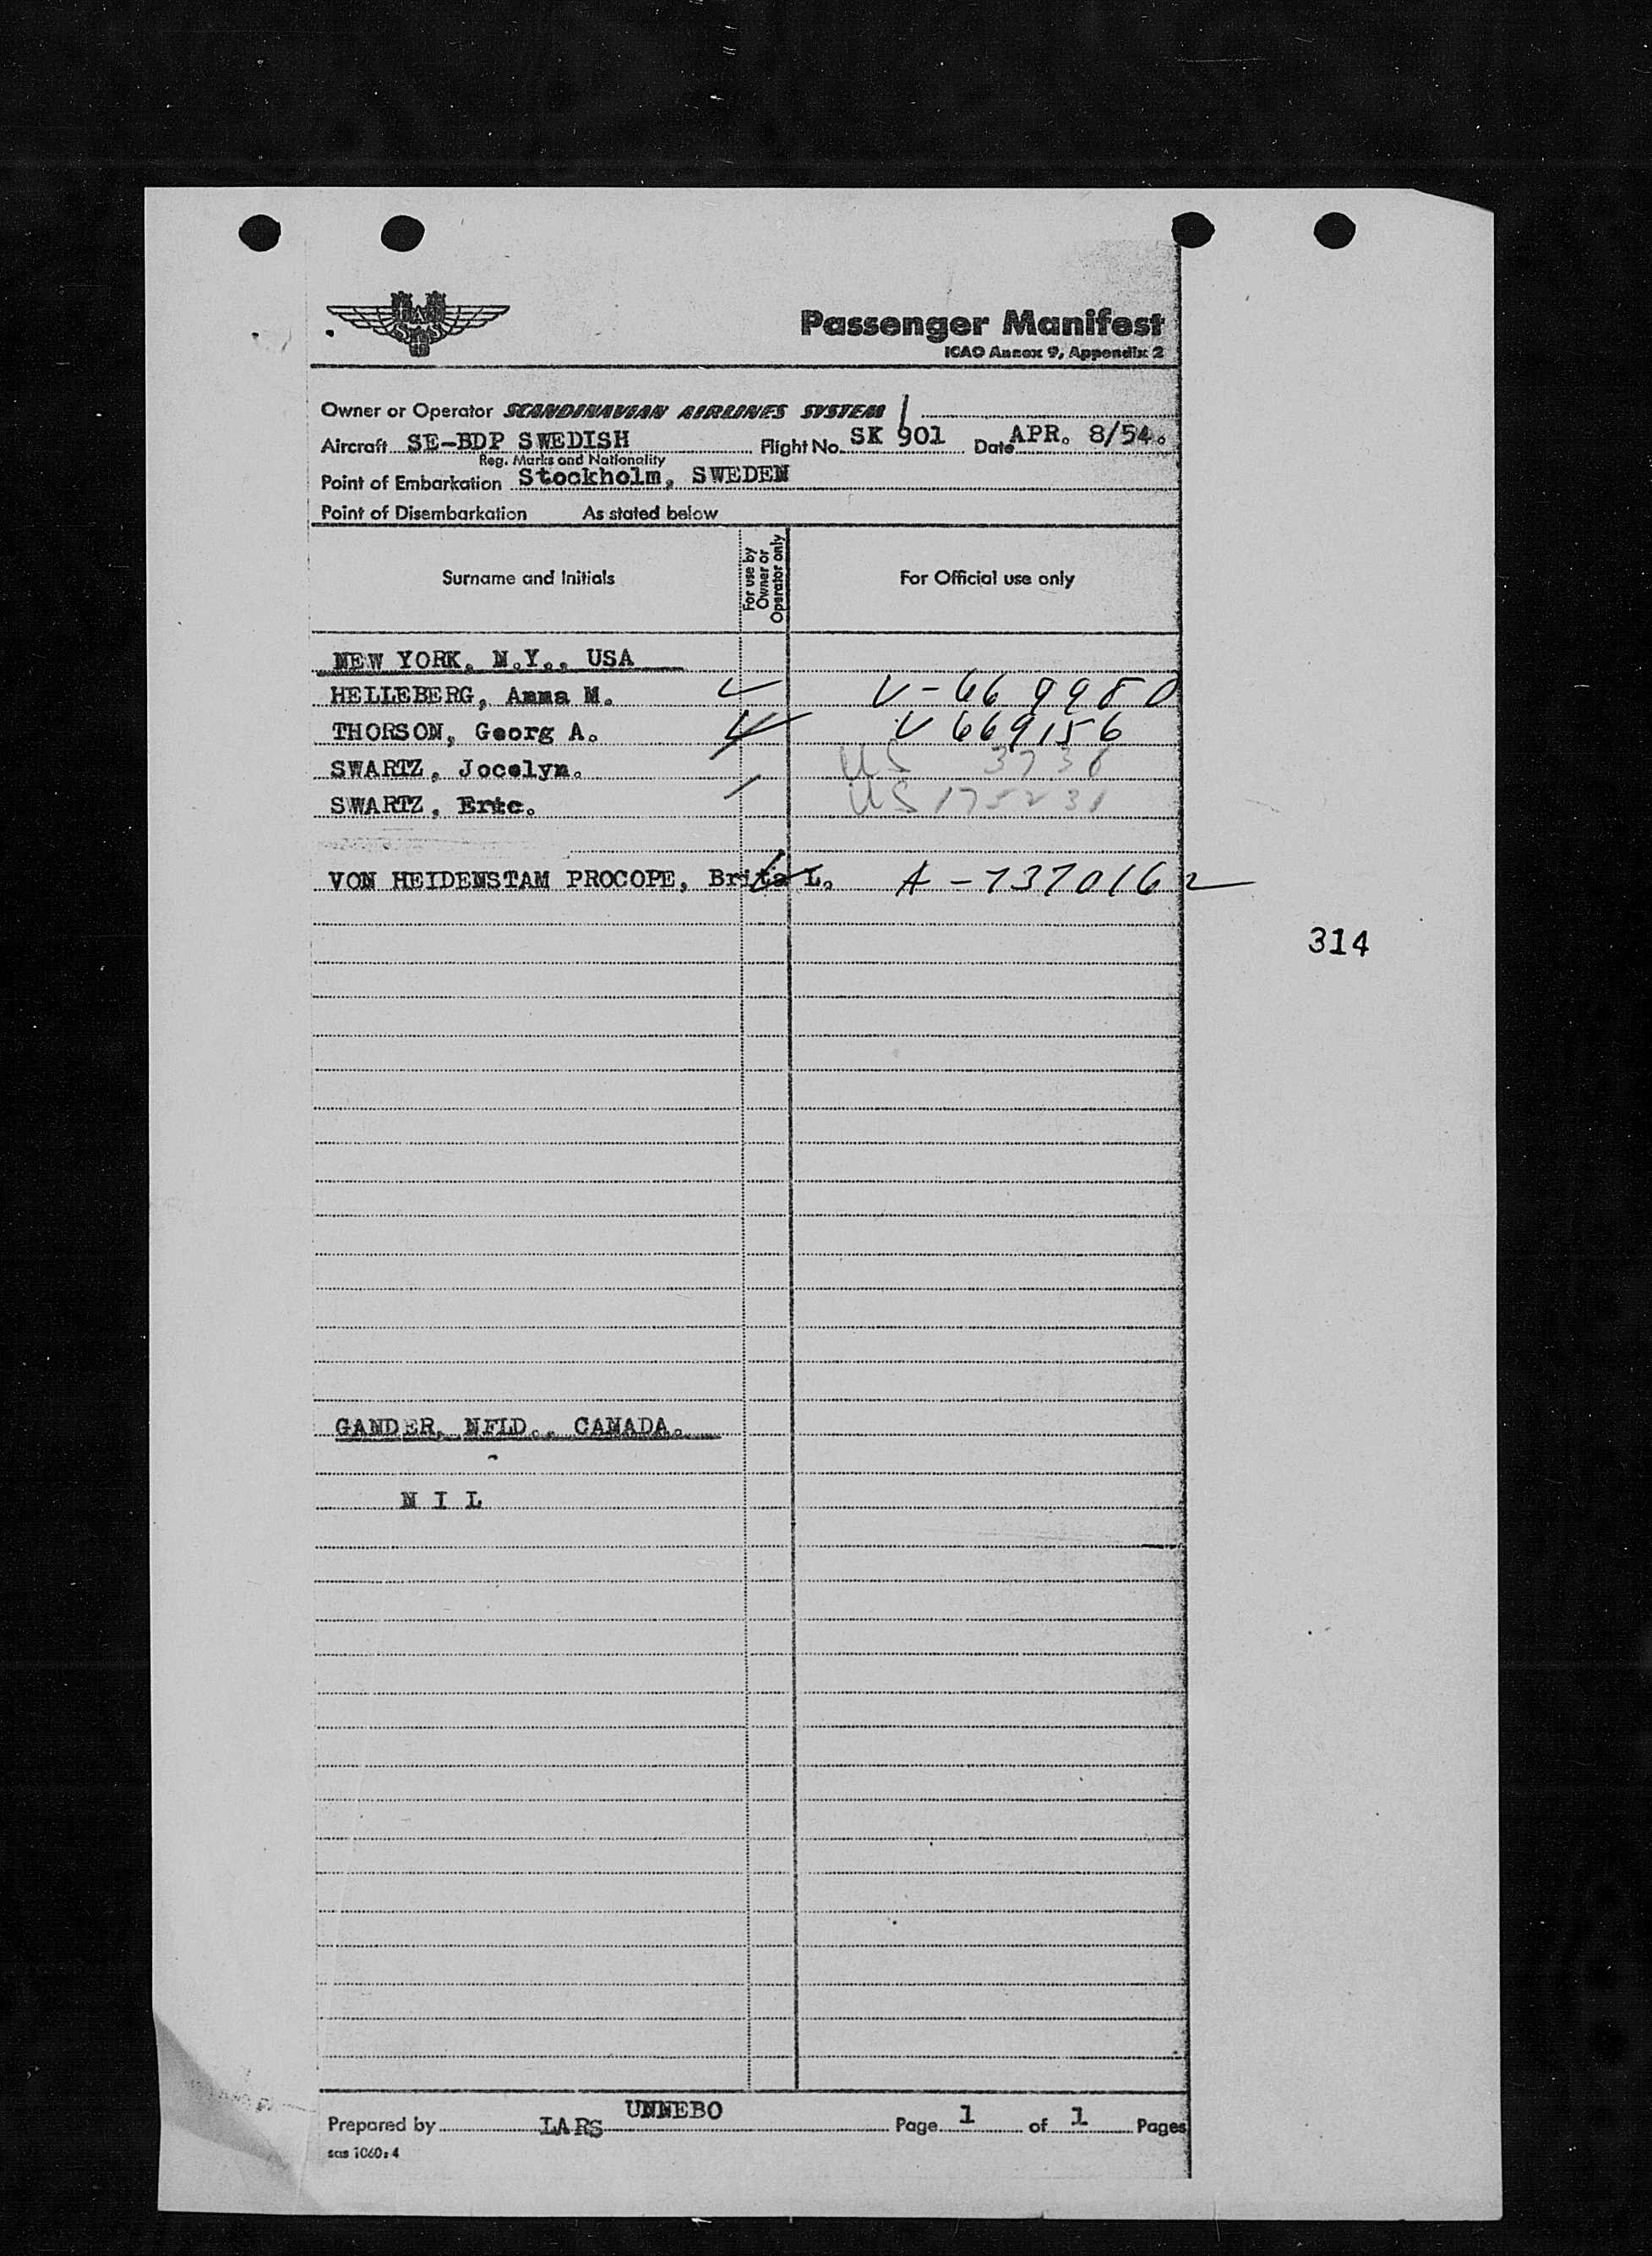 SAS
Passenger Manifest
ICAO Annex 9, Appendix 2
Owner or Operator SCANDINAVIAN AIRLINES SYSTEM
Aircraft SE-BDP SWEDISH Flight No. SK 901 Date APR. 8/54.
Reg. Marks and Nationality
Point of Embarkation Stockholm, SWEDEN
Point of Disembarkation As stated below
Surname and Initials For use by Owner or Operator only For Official use only
NEW YORK, N.Y., USA
HELLEBERG, Anna M. V-669980
THORSON, Georg A. V 669156
SWARTZ, Jocelyn. US
SWARTZ, Eric. US 175231
VON HEIDENSTAM PROCOPE, Brita L. A-7370162
314
GANDER, NFLD., CANADA.
N I L
Prepared by LARS UNNEBO Page 1 of 1 Pages
sas 1060:4